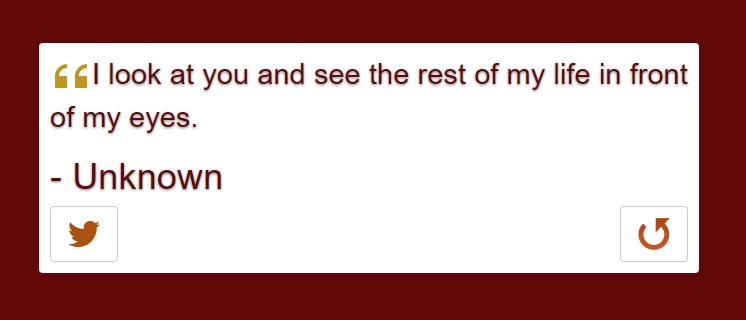 ❝I look at you and see the rest of my life in front
of my eyes.
- Unknown